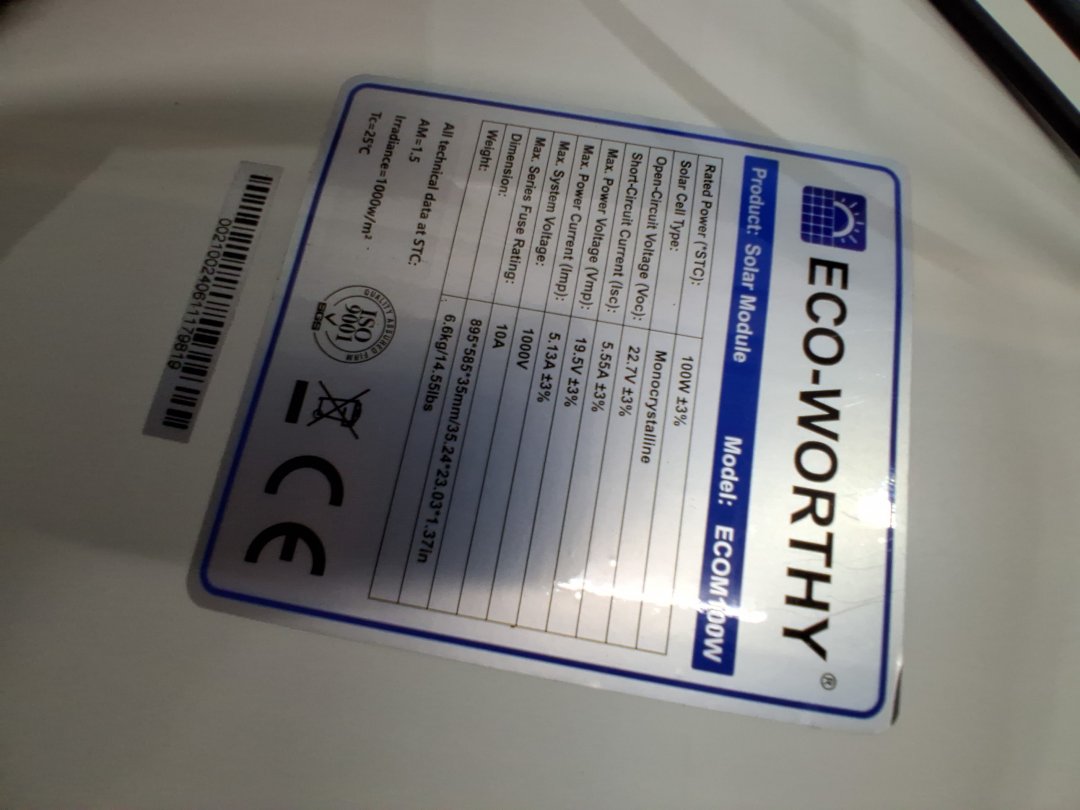 ECO-WORTHY®
Product: Solar Module Model: ECOM100W
Rated Power (*STC): 100W ±3%
Solar Cell Type: Monocrystalline
Open-Circuit Voltage (Voc): 22.7V ±3%
Short-Circuit Current (Isc): 5.55A ±3%
Max. Power Voltage (Vmp): 19.5V ±3%
Max. Power Current (Imp): 5.13A ±3%
Max. System Voltage: 1000V
Max. Series Fuse Rating: 10A
Dimension: 895*585*35mm/35.24*23.03*1.37in
Weight: 6.6kg/14.55lbs
All technical data at STC:
AM=1.5
Irradiance=1000w/m²
Tc=25℃
QUALITY ASSURED FIRM
ISO
9001
CE